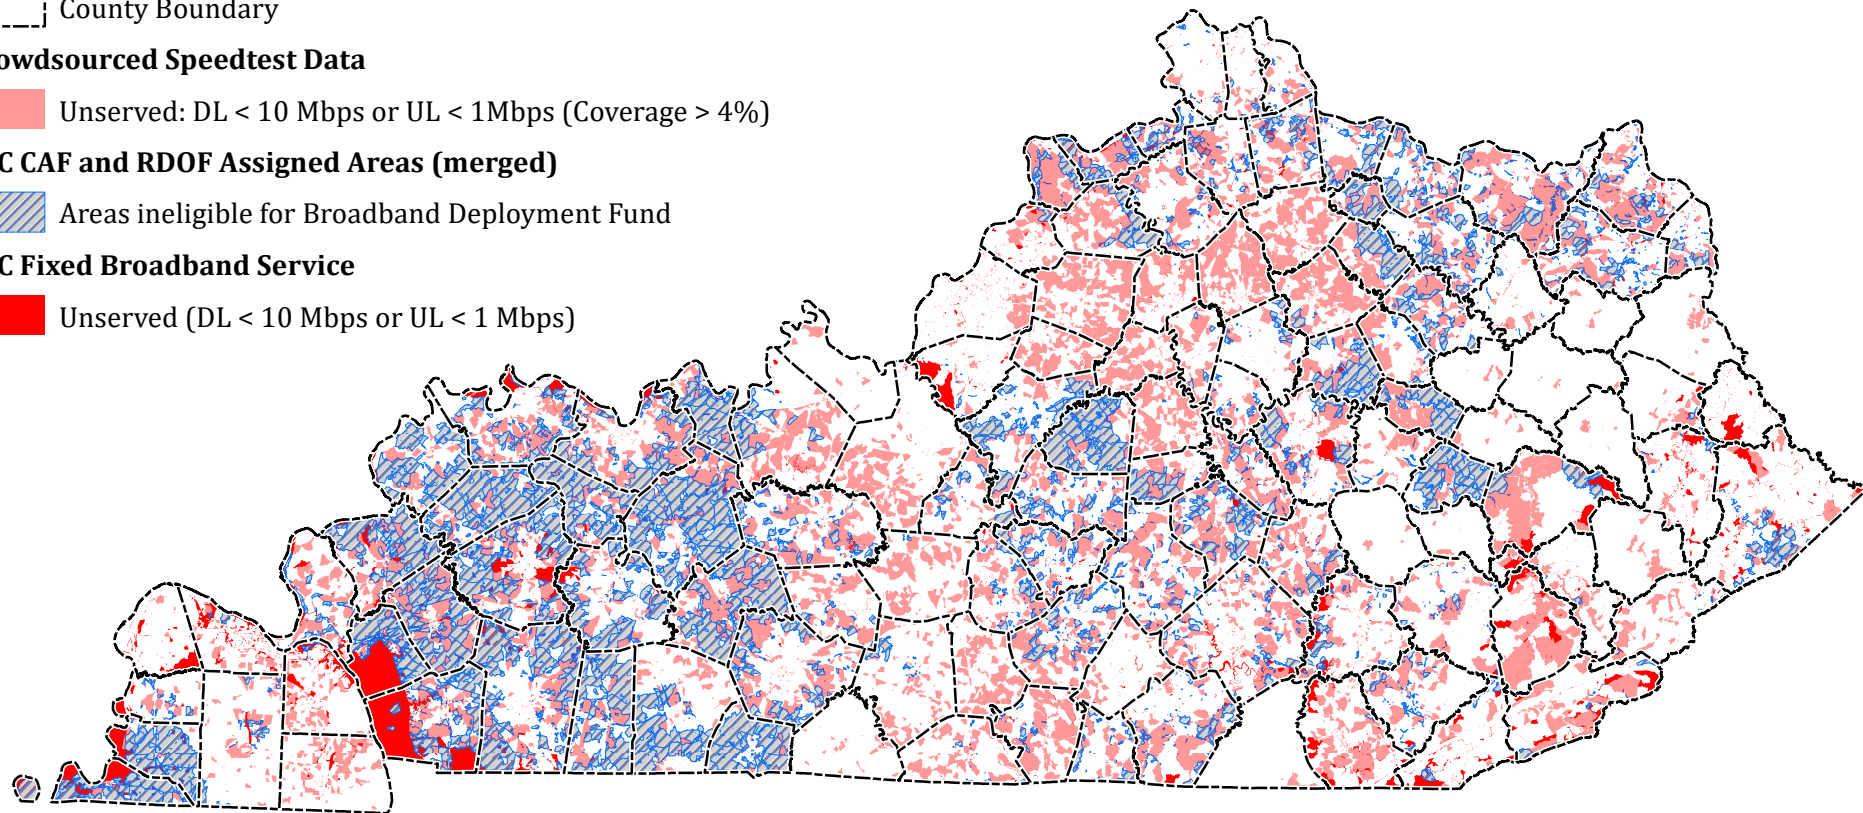 County Boundary
owdsourced Speedtest Data
Unserved: DL < 10 Mbps or UL < 1Mbps (Coverage > 4%)
C CAF and RDOF Assigned Areas (merged)
Areas ineligible for Broadband Deployment Fund
C Fixed Broadband Service
Unserved (DL < 10 Mbps or UL < 1 Mbps)